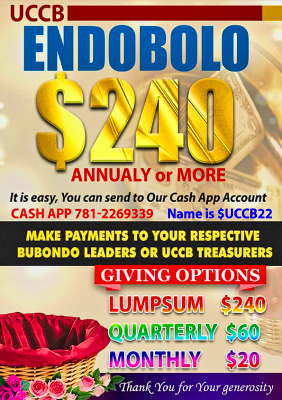 UCCB
ENDOBOLO
$240
ANNUALY or MORE
It is easy, You can send to Our Cash App Account
CASH APP 781-2269339 Name is $UCCB22
MAKE PAYMENTS TO YOUR RESPECTIVE
BUBONDO LEADERS OR UCCB TREASURERS
GIVING OPTIONS
LUMPSUM $240
QUARTERLY $60
MONTHLY $20
Thank You for Your generosity